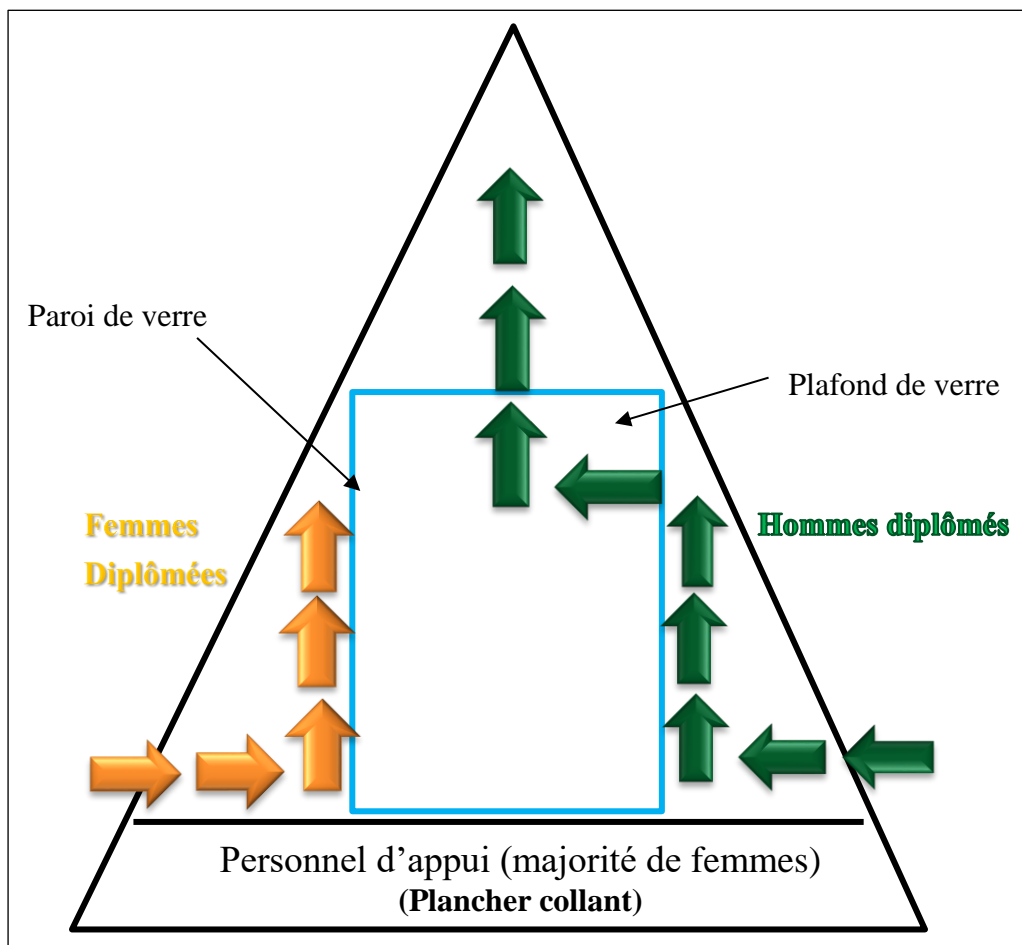 Paroi de verre
Plafond de verre
Femmes
Diplômées
Hommes diplômés
Personnel d'appui (majorité de femmes)
(Plancher collant)